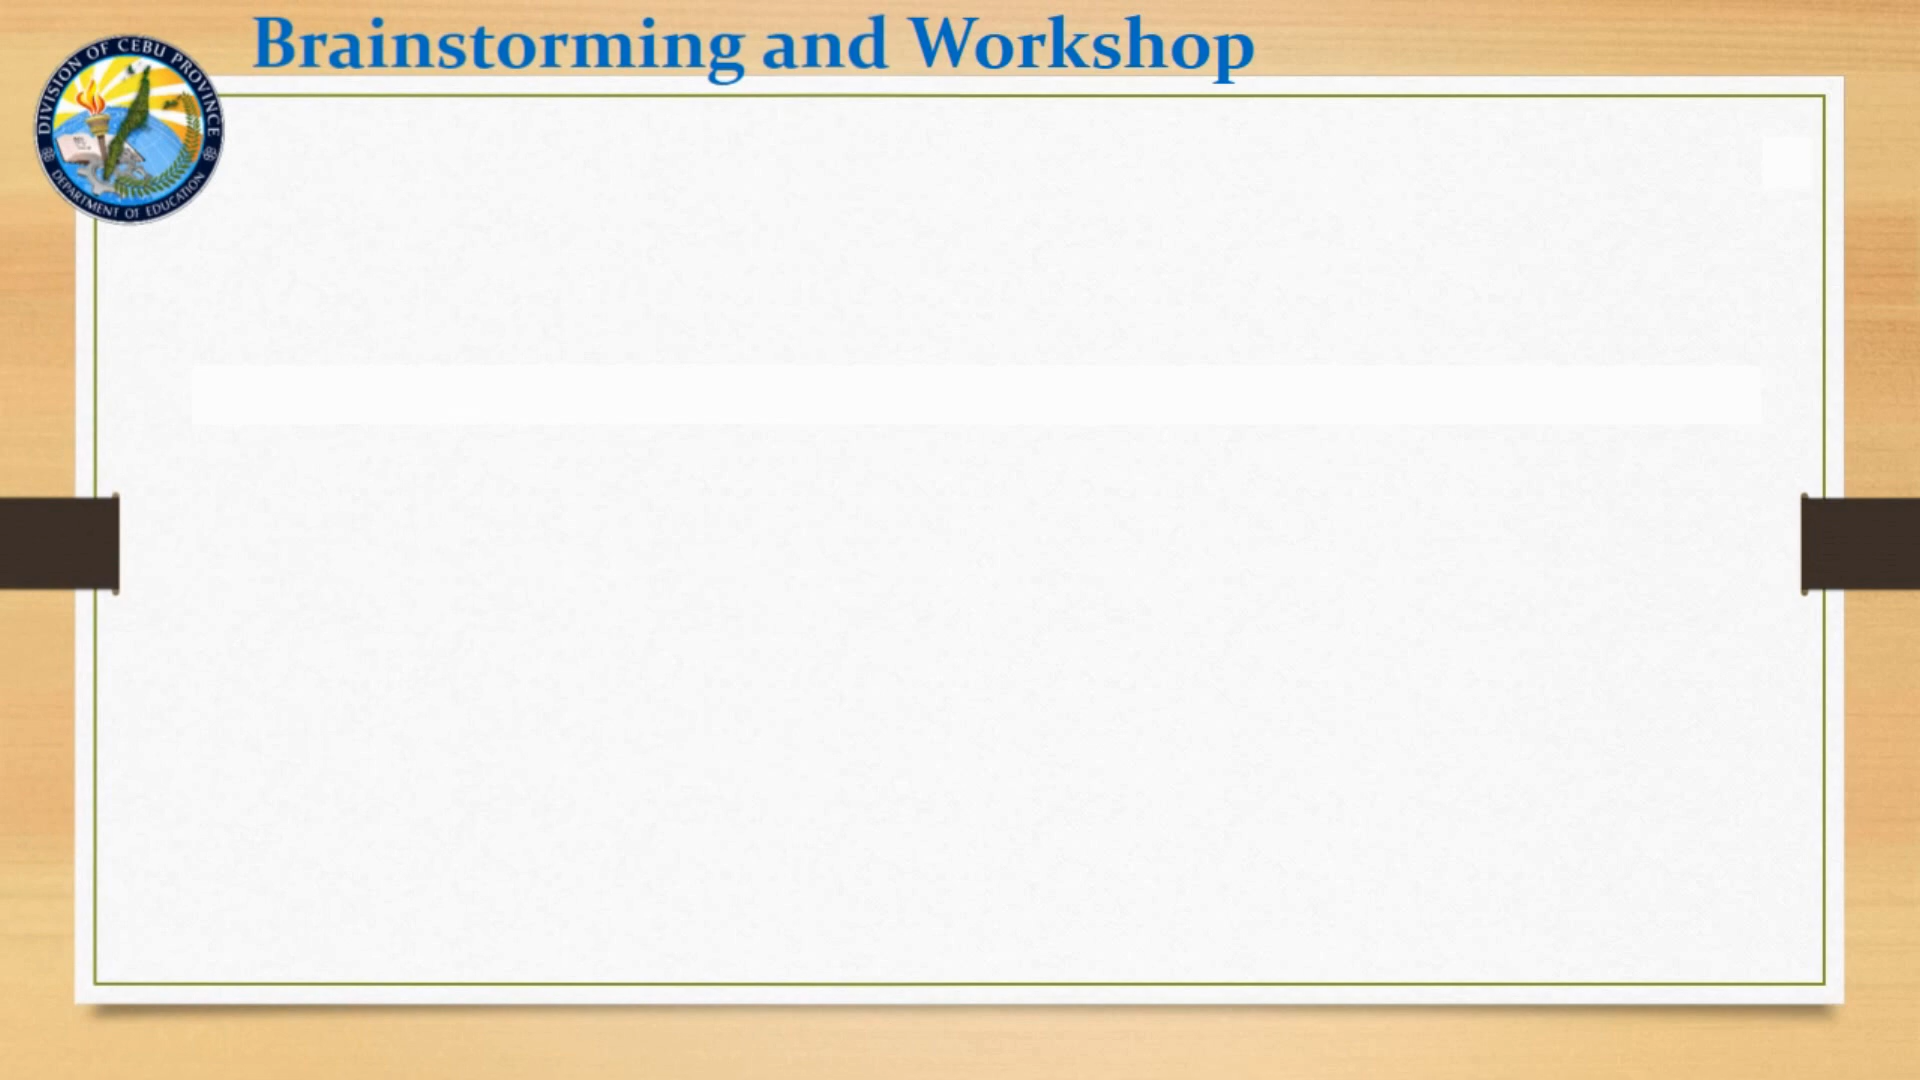 Brainstorming and Workshop
DIVISION OF CEBU PROVINCE
DEPARTMENT OF EDUCATION